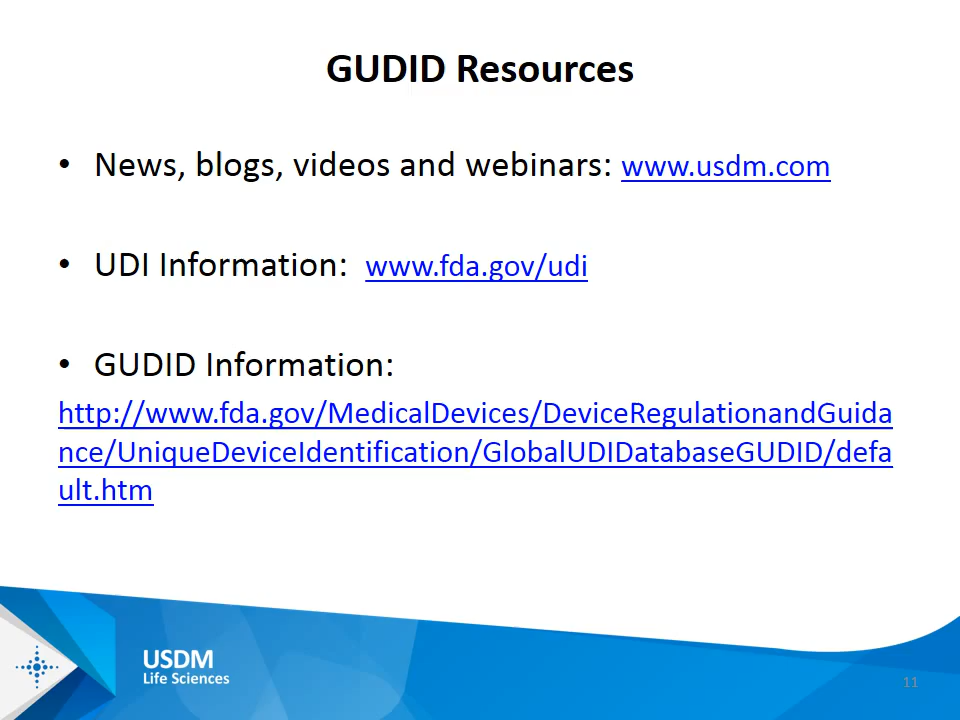 GUDID Resources
• News, blogs, videos and webinars: www.usdm.com
• UDI Information: www.fda.gov/udi
• GUDID Information:
http://www.fda.gov/MedicalDevices/DeviceRegulationandGuida
nce/UniqueDeviceIdentification/GlobalUDIDatabaseGUDID/defa
ult.htm
USDM
Life Sciences
11